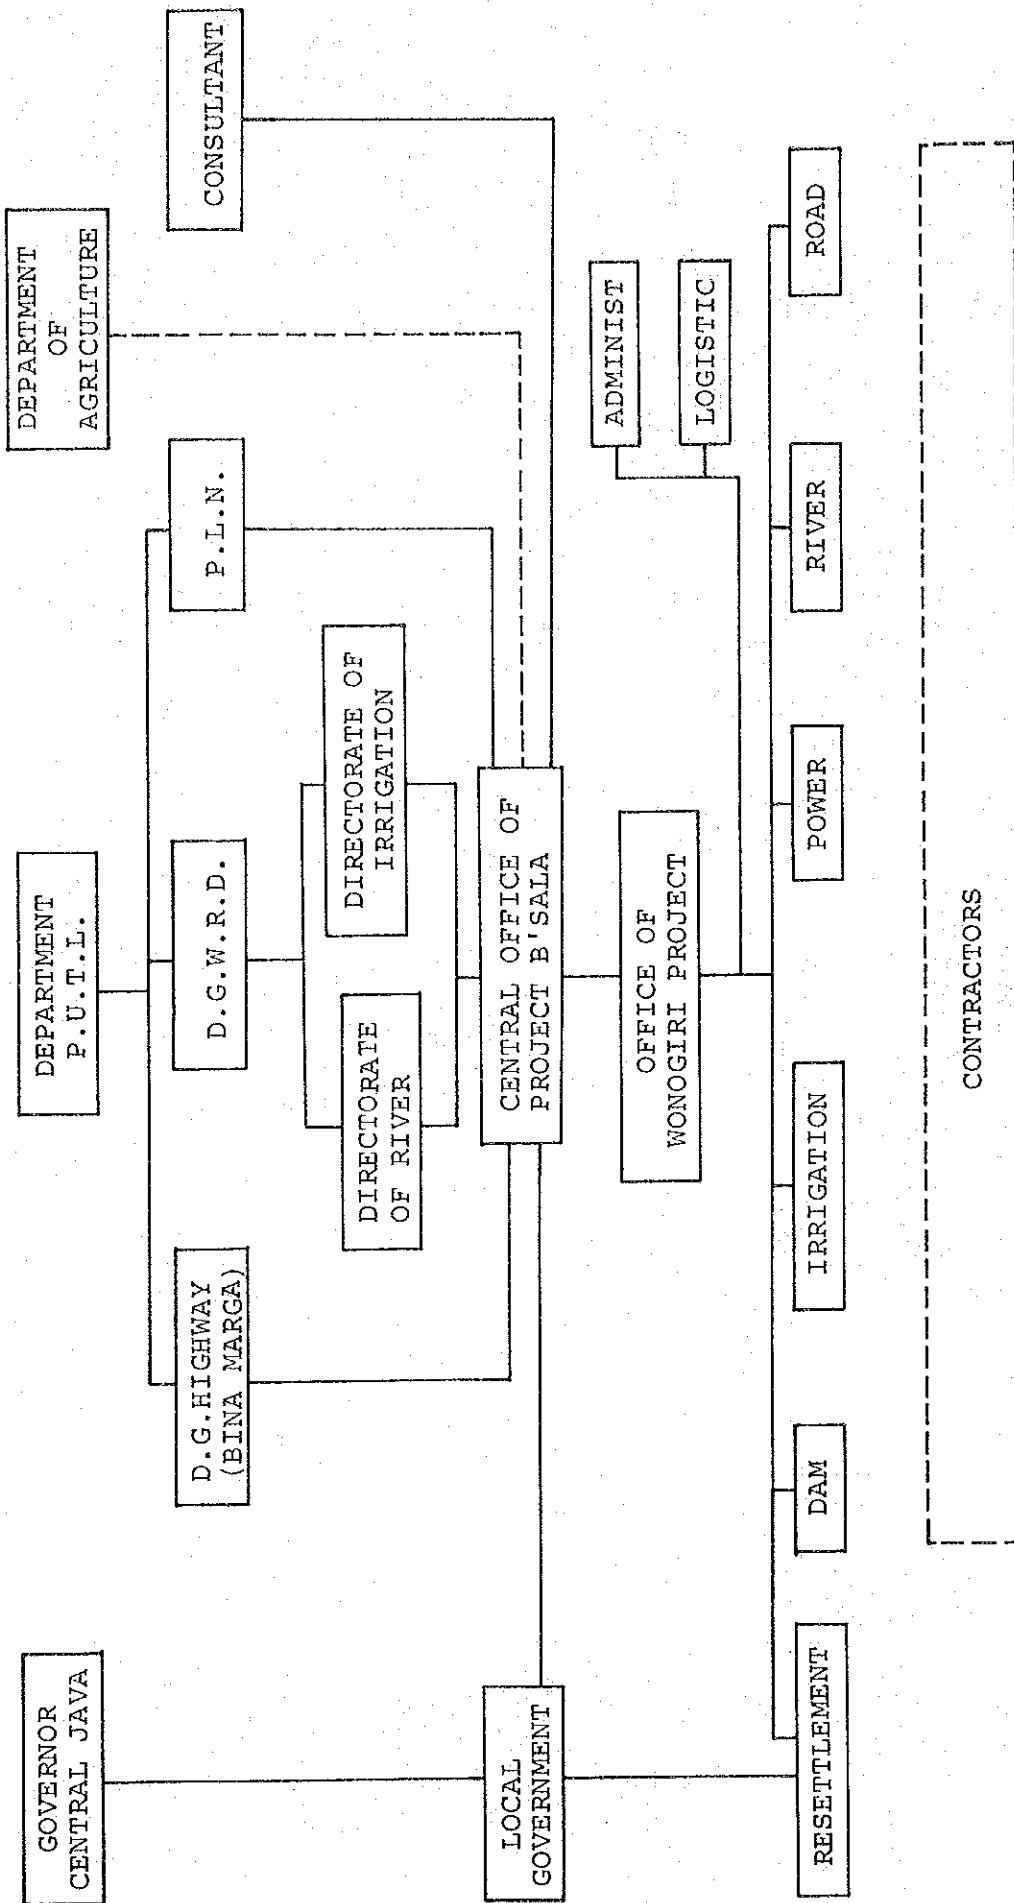 GOVERNOR
CENTRAL JAVA
DEPARTMENT
P.U.T.L.
DEPARTMENT
OF
AGRICULTURE
D.G.HIGHWAY
(BINA MARGA)
D.G.W.R.D.
P.L.N.
CONSULTANT
DIRECTORATE
OF RIVER
DIRECTORATE OF
IRRIGATION
LOCAL
GOVERNMENT
CENTRAL OFFICE OF
PROJECT B'SALA
OFFICE OF
WONOGIRI PROJECT
ADMINIST
LOGISTIC
RESETTLEMENT
DAM
IRRIGATION
POWER
RIVER
ROAD
CONTRACTORS